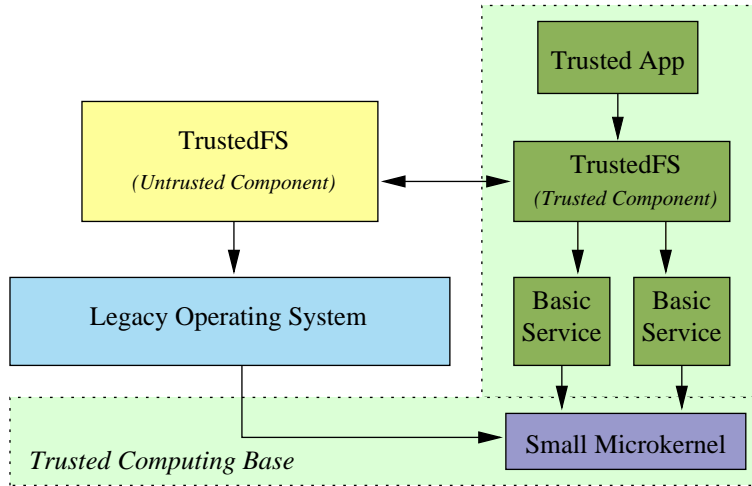 Trusted App
TrustedFS
(Untrusted Component)
TrustedFS
(Trusted Component)
Legacy Operating System
Basic
Service
Basic
Service
Small Microkernel
Trusted Computing Base